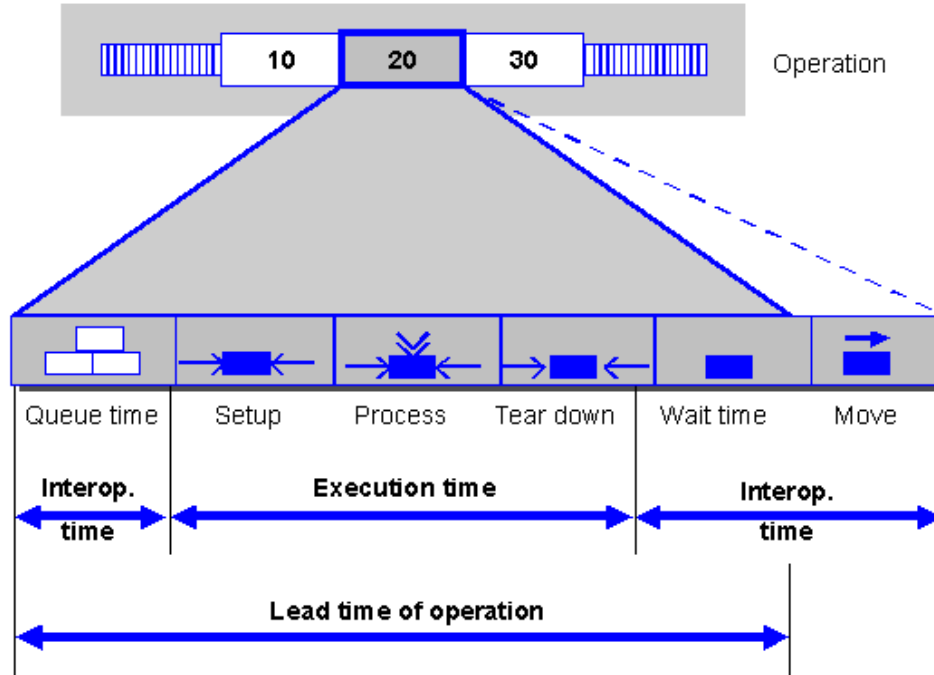 10 20 30
Operation
Queue time Setup Process Tear down Wait time Move
Interop. Execution time Interop.
time time
Lead time of operation